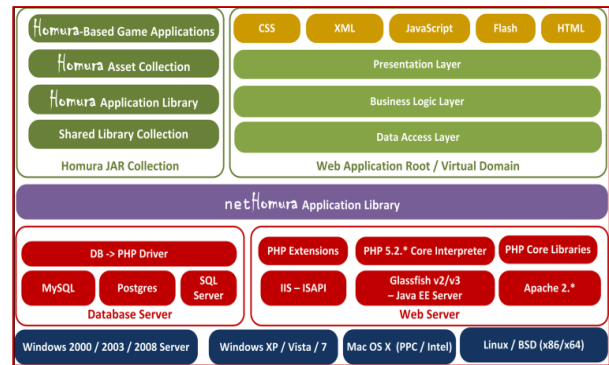 Homura-Based Game Applications
CSS XML JavaScript Flash HTML
Homura Asset Collection
Presentation Layer
Homura Application Library
Business Logic Layer
Shared Library Collection
Data Access Layer
Homura JAR Collection
Web Application Root / Virtual Domain
netHomura Application Library
DB -> PHP Driver
PHP Extensions
PHP 5.2.* Core Interpreter
PHP Core Libraries
MySQL
Postgres
SQL
Server
IIS – ISAPI
Glassfish v2/v3
– Java EE Server
Apache 2.*
Database Server
Web Server
Windows 2000 / 2003 / 2008 Server
Windows XP / Vista / 7
Mac OS X (PPC / Intel)
Linux / BSD (x86/x64)